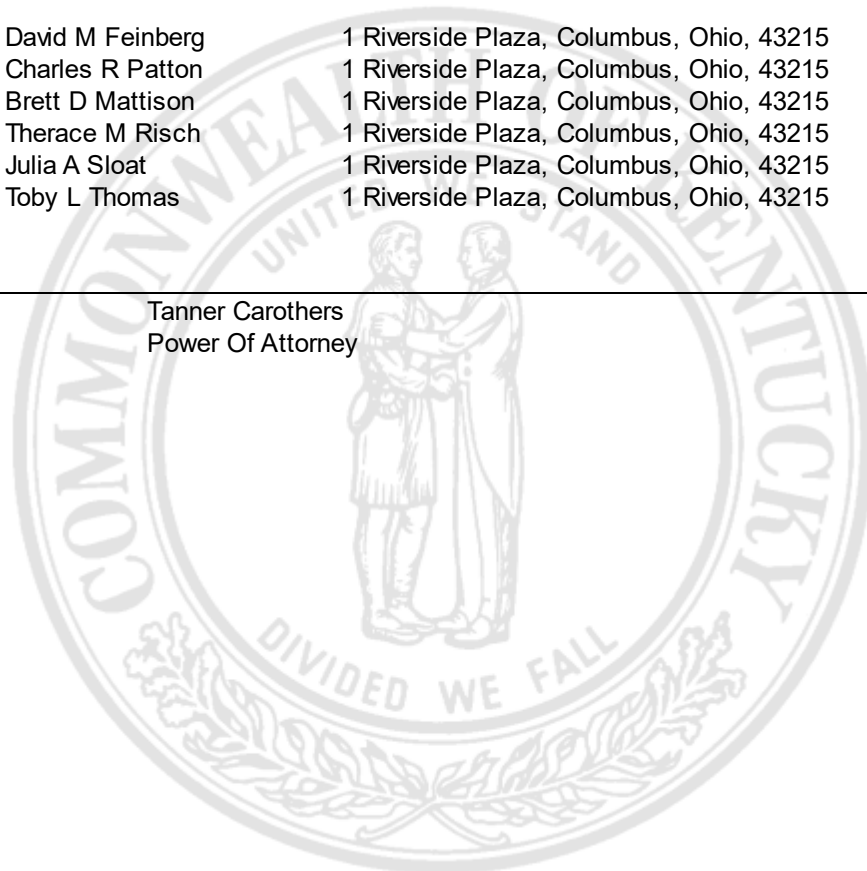 David M Feinberg 1 Riverside Plaza, Columbus, Ohio, 43215
Charles R Patton 1 Riverside Plaza, Columbus, Ohio, 43215
Brett D Mattison 1 Riverside Plaza, Columbus, Ohio, 43215
Therace M Risch 1 Riverside Plaza, Columbus, Ohio, 43215
Julia A Sloat 1 Riverside Plaza, Columbus, Ohio, 43215
Toby L Thomas 1 Riverside Plaza, Columbus, Ohio, 43215
Tanner Carothers
Power Of Attorney
COMMONWEALTH OF KENTUCKY
UNITED WE STAND
DIVIDED WE FALL